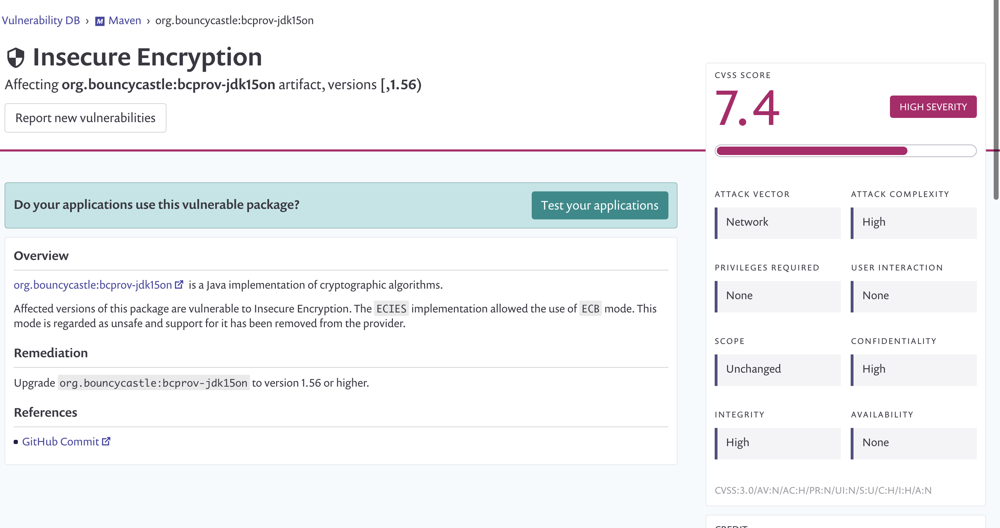 Vulnerability DB › M Maven › org.bouncycastle:bcprov-jdk15on
Insecure Encryption
Affecting org.bouncycastle:bcprov-jdk15on artifact, versions [,1.56)
Report new vulnerabilities
Do your applications use this vulnerable package?
Test your applications
Overview
org.bouncycastle:bcprov-jdk15on is a Java implementation of cryptographic algorithms.
Affected versions of this package are vulnerable to Insecure Encryption. The ECIES implementation allowed the use of ECB mode. This
mode is regarded as unsafe and support for it has been removed from the provider.
Remediation
Upgrade org.bouncycastle:bcprov-jdk15on to version 1.56 or higher.
References
GitHub Commit
CVSS SCORE
7.4
HIGH SEVERITY
ATTACK VECTOR
Network
ATTACK COMPLEXITY
High
PRIVILEGES REQUIRED
None
USER INTERACTION
None
SCOPE
Unchanged
CONFIDENTIALITY
High
INTEGRITY
High
AVAILABILITY
None
CVSS:3.0/AV:N/AC:H/PR:N/UI:N/S:U/C:H/I:H/A:N
CREDIT